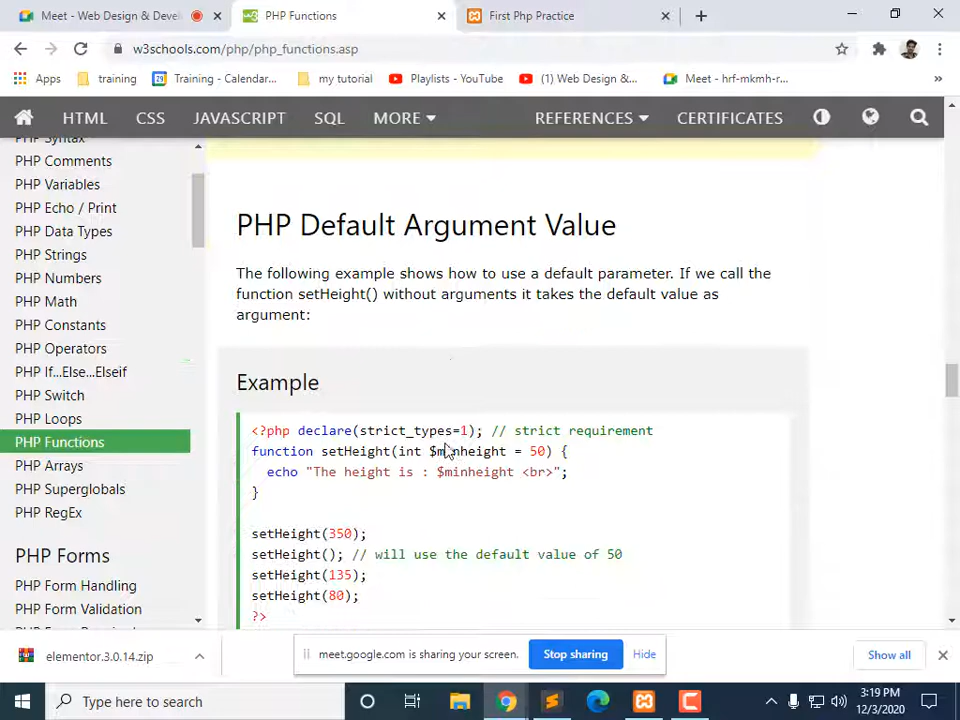 Meet - Web Design & Devel
PHP Functions
First Php Practice
w3schools.com/php/php_functions.asp
Apps
training
Training - Calendar...
my tutorial
Playlists - YouTube
(1) Web Design &...
Meet - hrf-mkmh-r...
»
HTML
CSS
JAVASCRIPT
SQL
MORE
REFERENCES
CERTIFICATES
PHP Syntax
PHP Comments
PHP Variables
PHP Echo / Print
PHP Data Types
PHP Strings
PHP Numbers
PHP Math
PHP Constants
PHP Operators
PHP If...Else...Elseif
PHP Switch
PHP Loops
PHP Functions
PHP Arrays
PHP Superglobals
PHP RegEx
PHP Forms
PHP Form Handling
PHP Form Validation
PHP Default Argument Value
The following example shows how to use a default parameter. If we call the
function setHeight() without arguments it takes the default value as
argument:
Example
<?php declare(strict_types=1); // strict requirement
function setHeight(int $minheight = 50) {
echo "The height is : $minheight <br>";
}
setHeight(350);
setHeight(); // will use the default value of 50
setHeight(135);
setHeight(80);
?>
elementor.3.0.14.zip
meet.google.com is sharing your screen.
Stop sharing
Hide
Show all
Type here to search
3:19 PM
12/3/2020